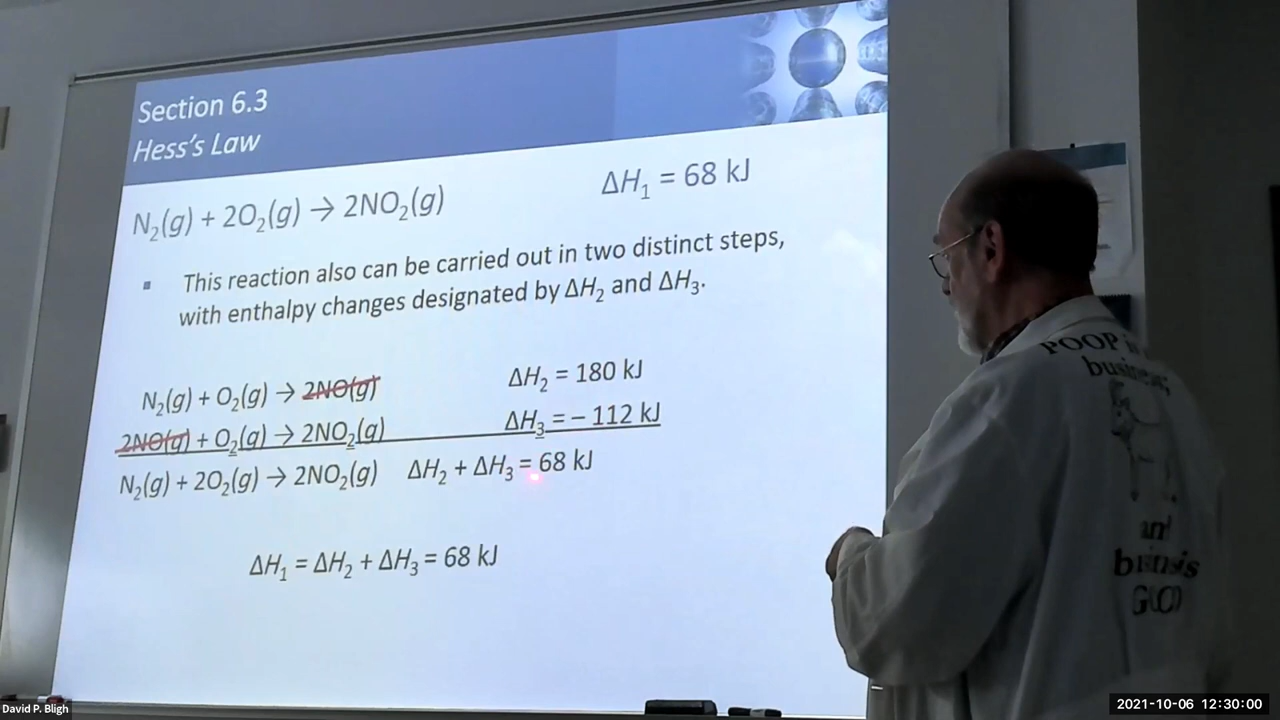 Section 6.3
Hess's Law
N₂(g) + 2O₂(g) → 2NO₂(g) ΔH₁ = 68 kJ
▪ This reaction also can be carried out in two distinct steps,
with enthalpy changes designated by ΔH₂ and ΔH₃.
N₂(g) + O₂(g) → 2NO(g) ΔH₂ = 180 kJ
2NO(g) + O₂(g) → 2NO₂(g) ΔH₃ = – 112 kJ
N₂(g) + 2O₂(g) → 2NO₂(g) ΔH₂ + ΔH₃ = 68 kJ
ΔH₁ = ΔH₂ + ΔH₃ = 68 kJ
POOP
business
and
GOOD
David P. Bligh
2021-10-06 12:30:00